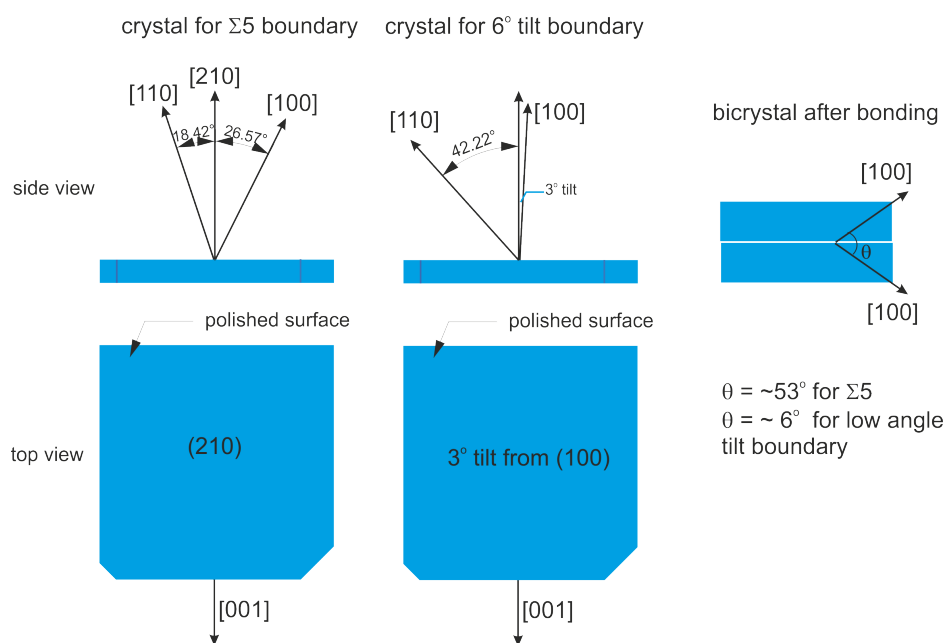 crystal for Σ5 boundary
[210]
[110]
[100]
18.42°
26.57°
crystal for 6° tilt boundary
[100]
[110]
42.22°
3° tilt
bicrystal after bonding
[100]
θ
[100]
side view
polished surface
polished surface
θ = ~53° for Σ5
θ = ~ 6° for low angle
tilt boundary
top view
(210)
3° tilt from (100)
[001]
[001]